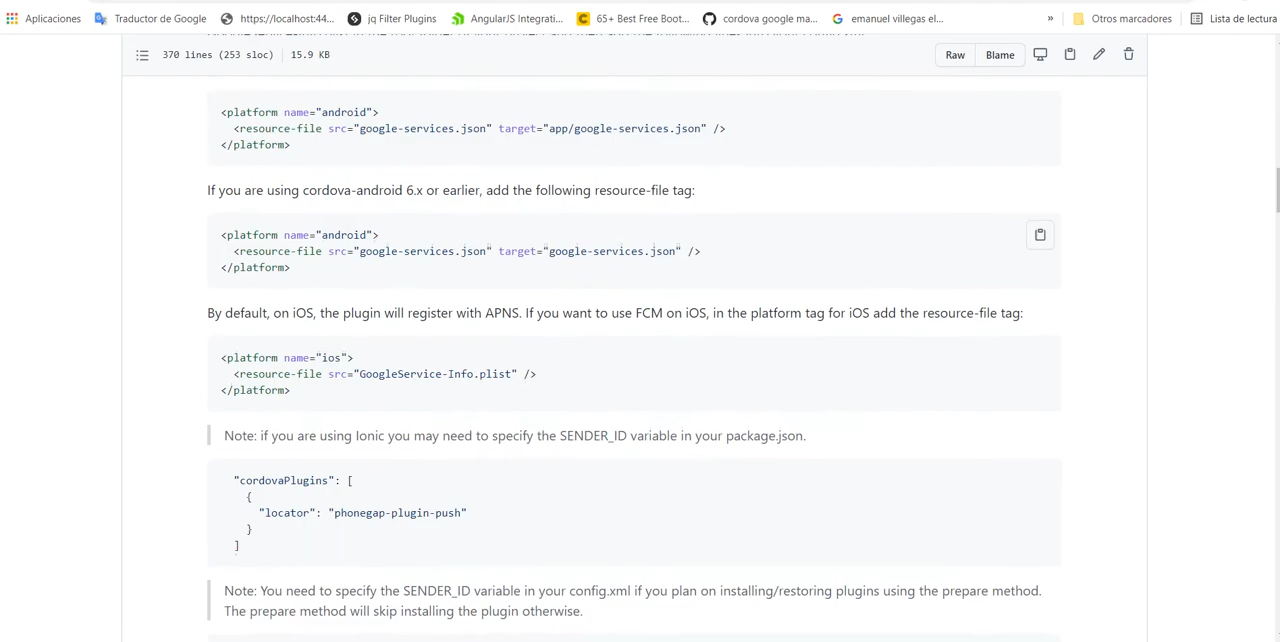 Aplicaciones Traductor de Google https://localhost:44... jq Filter Plugins AngularJS Integrati... 65+ Best Free Boot... cordova google ma... emanuel villegas el... » Otros marcadores Lista de lectura
370 lines (253 sloc) 15.9 KB Raw Blame
<platform name="android">
<resource-file src="google-services.json" target="app/google-services.json" />
</platform>
If you are using cordova-android 6.x or earlier, add the following resource-file tag:
<platform name="android">
<resource-file src="google-services.json" target="google-services.json" />
</platform>
By default, on iOS, the plugin will register with APNS. If you want to use FCM on iOS, in the platform tag for iOS add the resource-file tag:
<platform name="ios">
<resource-file src="GoogleService-Info.plist" />
</platform>
Note: if you are using Ionic you may need to specify the SENDER_ID variable in your package.json.
"cordovaPlugins": [
{
"locator": "phonegap-plugin-push"
}
]
Note: You need to specify the SENDER_ID variable in your config.xml if you plan on installing/restoring plugins using the prepare method.
The prepare method will skip installing the plugin otherwise.